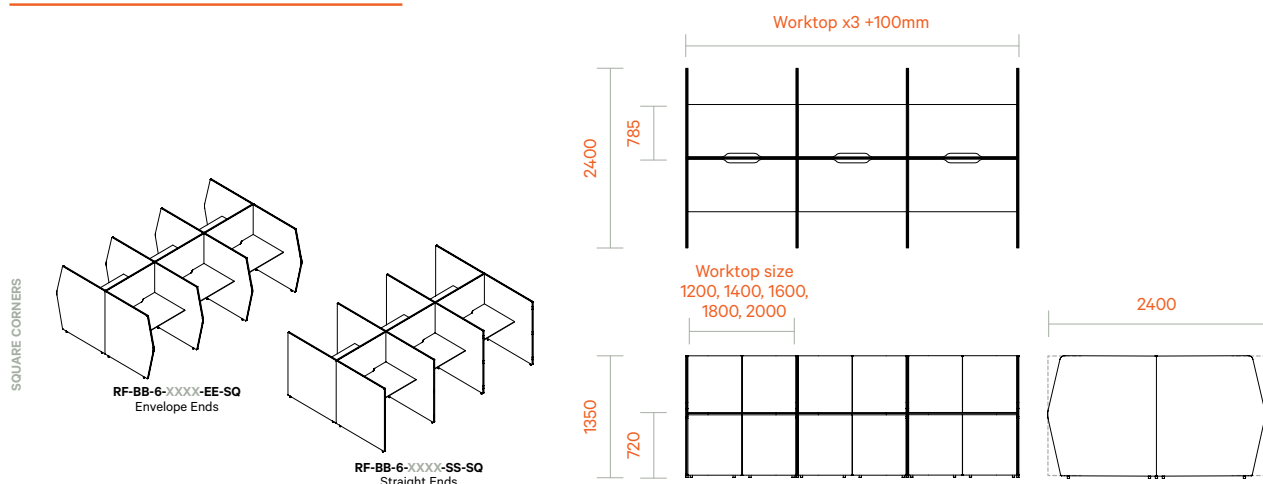 Worktop x3 +100mm
2400
785
SQUARE CORNERS
RF-BB-6-XXXX-EE-SQ
Envelope Ends
RF-BB-6-XXXX-SS-SQ
Straight Ends
Worktop size
1200, 1400, 1600,
1800, 2000
2400
1350
720